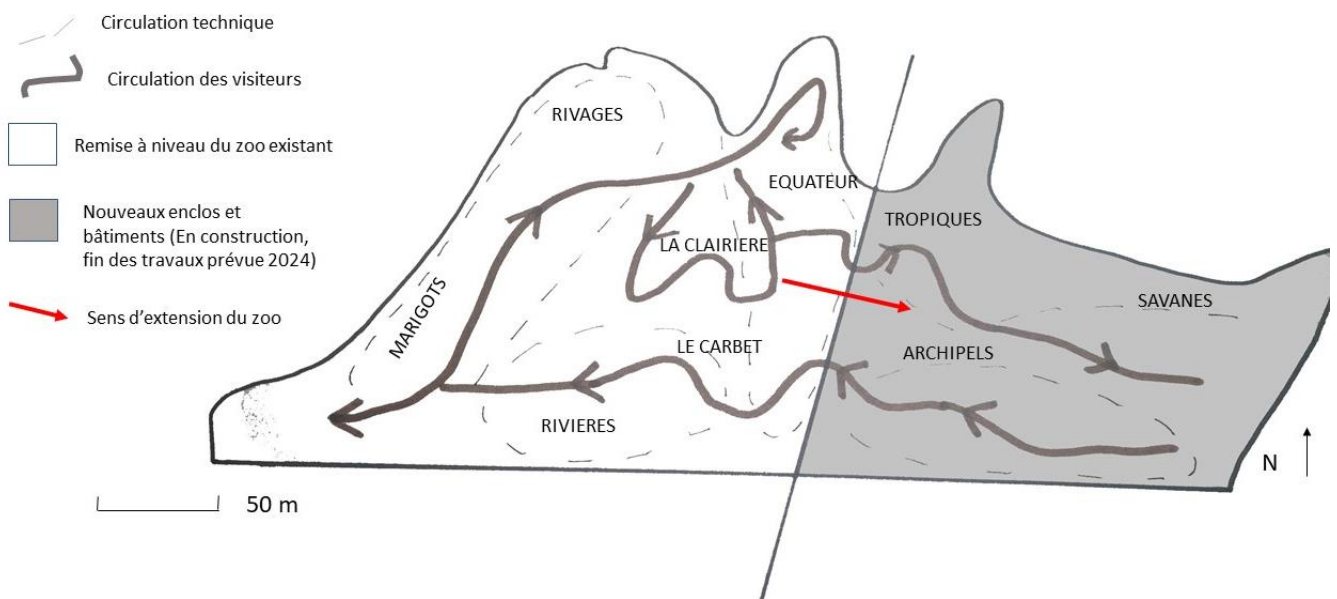 Circulation technique
Circulation des visiteurs
Remise à niveau du zoo existant
Nouveaux enclos et
bâtiments (En construction,
fin des travaux prévue 2024)
Sens d'extension du zoo
RIVAGES
EQUATEUR
TROPIQUES
LA CLAIRIERE
SAVANES
MARIGOTS
LE CARBET
ARCHIPELS
RIVIERES
N
50 m